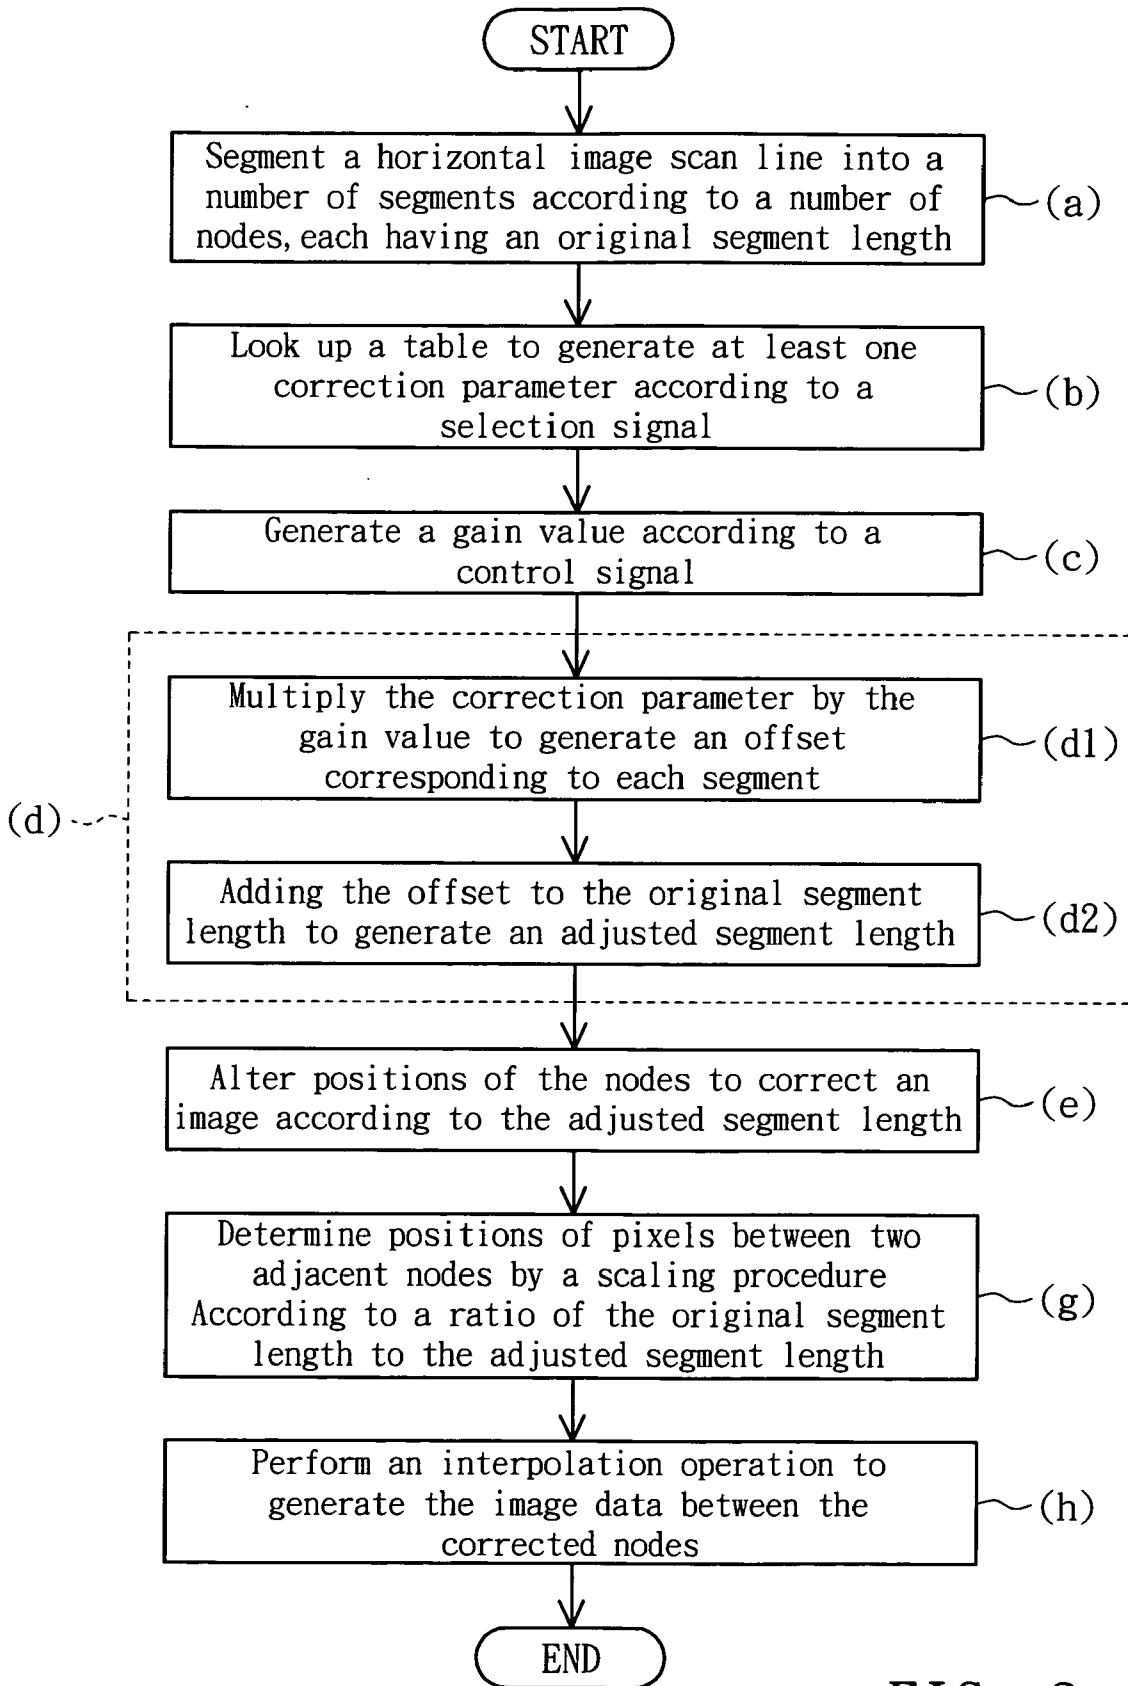 START
Segment a horizontal image scan line into a
number of segments according to a number of
nodes, each having an original segment length
(a)
Look up a table to generate at least one
correction parameter according to a
selection signal
(b)
Generate a gain value according to a
control signal
(c)
Multiply the correction parameter by the
gain value to generate an offset
corresponding to each segment
(d1)
(d)
Adding the offset to the original segment
length to generate an adjusted segment length
(d2)
Alter positions of the nodes to correct an
image according to the adjusted segment length
(e)
Determine positions of pixels between two
adjacent nodes by a scaling procedure
According to a ratio of the original segment
length to the adjusted segment length
(g)
Perform an interpolation operation to
generate the image data between the
corrected nodes
(h)
END